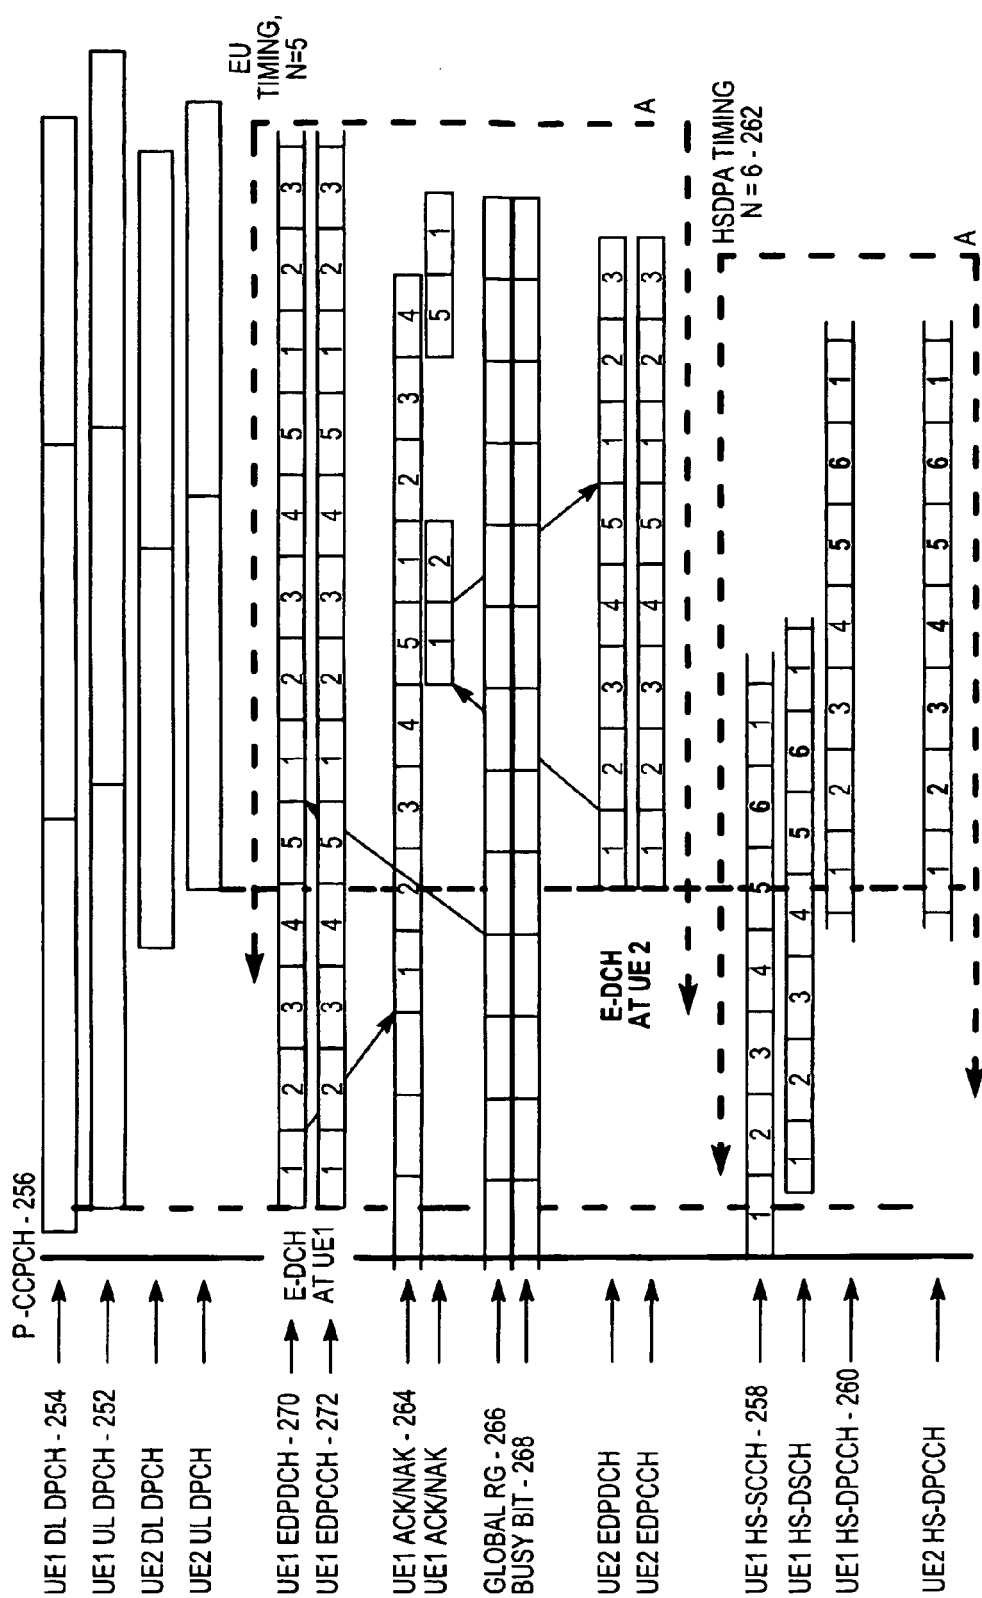 P-CCPCH - 256
UE1 DL DPCH - 254
UE1 UL DPCH - 252
UE2 DL DPCH
UE2 UL DPCH
EU
TIMING,
N=5
UE1 EDPDCH - 270
E-DCH
AT UE1
1 2 3 4 5 1 2 3 4 5 1 2 3
UE1 EDPCCH - 272
1 2 3 4 5 1 2 3 4 5 1 2 3
UE1 ACK/NAK - 264
1 2 3 4 5 1 2 3 4
UE1 ACK/NAK
1 2 5 1
GLOBAL RG - 266
BUSY BIT - 268
E-DCH
AT UE 2
UE2 EDPDCH
1 2 3 4 5 1 2 3
UE2 EDPCCH
1 2 3 4 5 1 2 3
A
HSDPA TIMING
N = 6 - 262
UE1 HS-SCCH - 258
1 2 3 4 5 6 1
UE1 HS-DSCH
1 2 3 4 5 6 1
UE1 HS-DPCCH - 260
1 2 3 4 5 6 1
UE2 HS-DPCCH
1 2 3 4 5 6 1
A